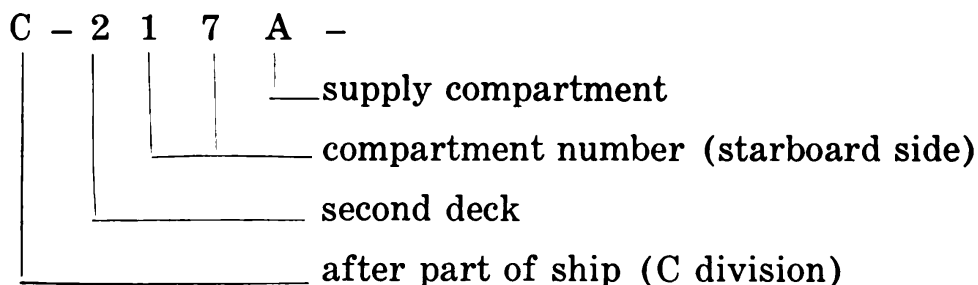 C – 2 1 7 A –
supply compartment
compartment number (starboard side)
second deck
after part of ship (C division)